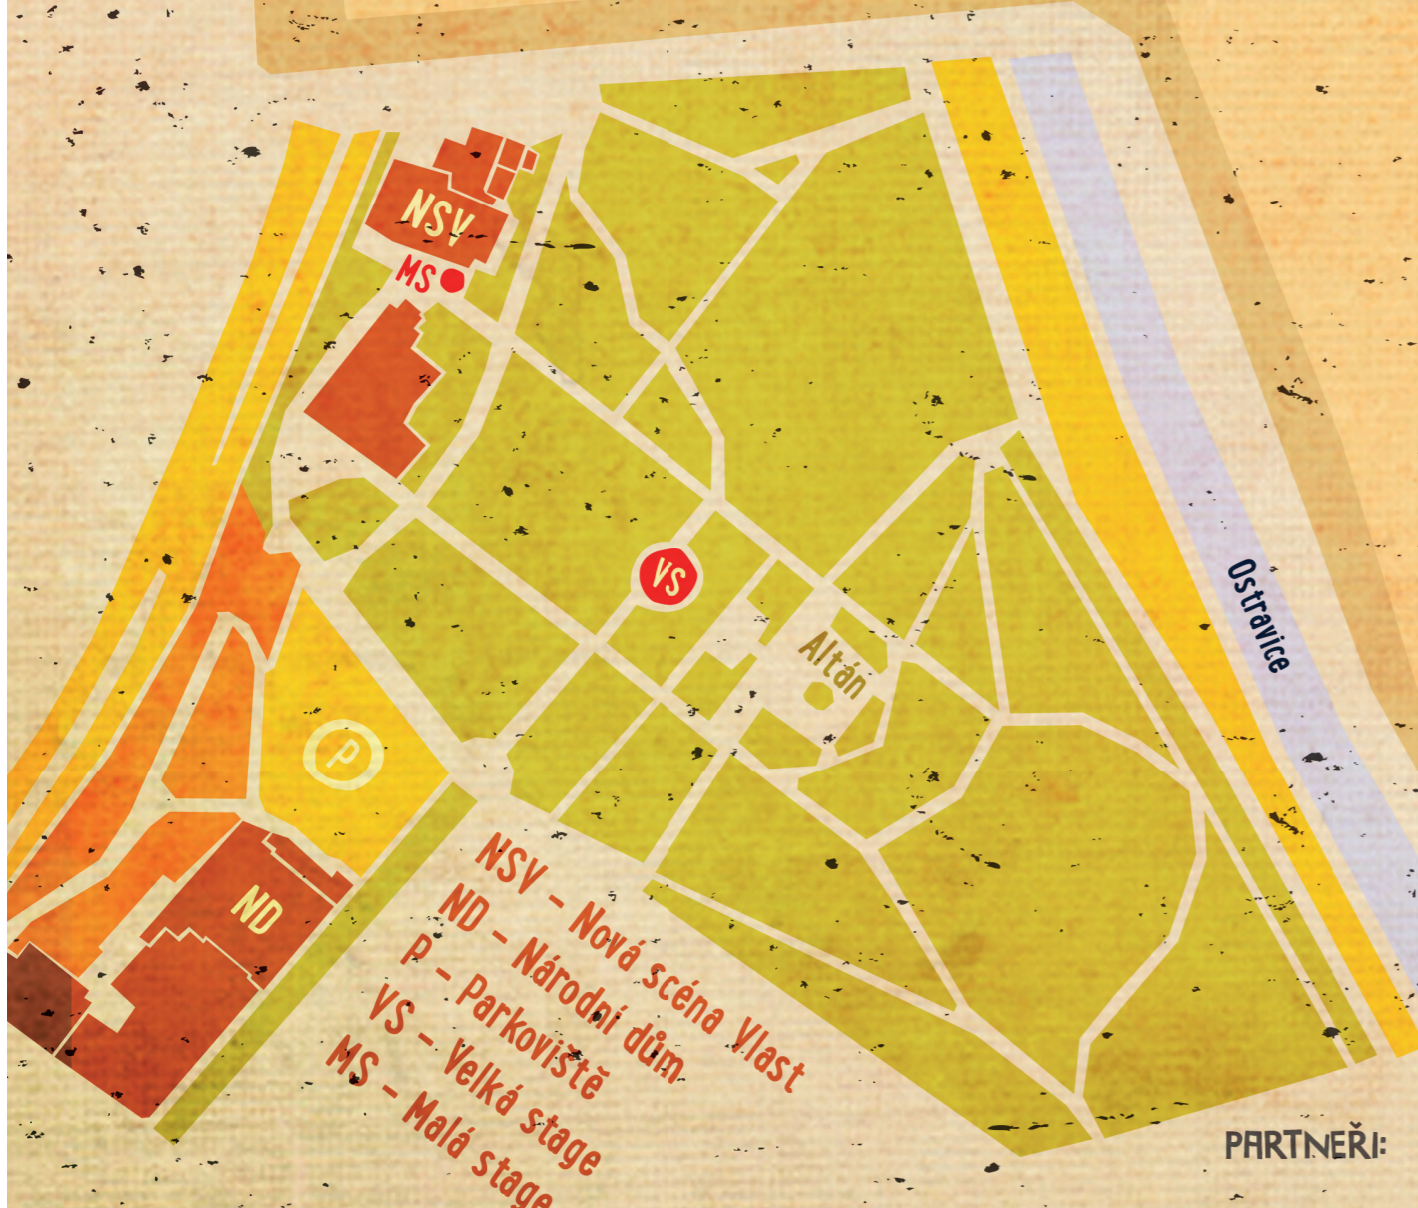 NSV
MS
VS
Altán
Ostravice
P
ND
NSV – Nová scéna Vlast
ND – Národní dům
P – Parkoviště
VS – Velká stage
MS – Malá stage
PARTNEŘI: